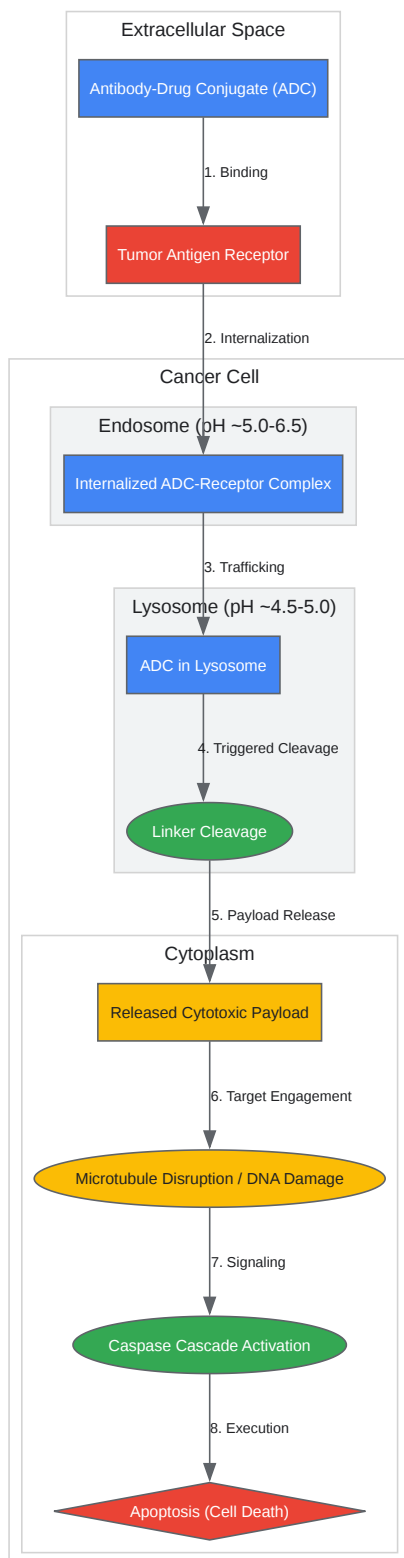 Extracellular Space
Antibody-Drug Conjugate (ADC)
1. Binding
Tumor Antigen Receptor
2. Internalization
Cancer Cell
Endosome (pH ~5.0-6.5)
Internalized ADC-Receptor Complex
3. Trafficking
Lysosome (pH ~4.5-5.0)
ADC in Lysosome
4. Triggered Cleavage
Linker Cleavage
5. Payload Release
Cytoplasm
Released Cytotoxic Payload
6. Target Engagement
Microtubule Disruption / DNA Damage
7. Signaling
Caspase Cascade Activation
8. Execution
Apoptosis (Cell Death)